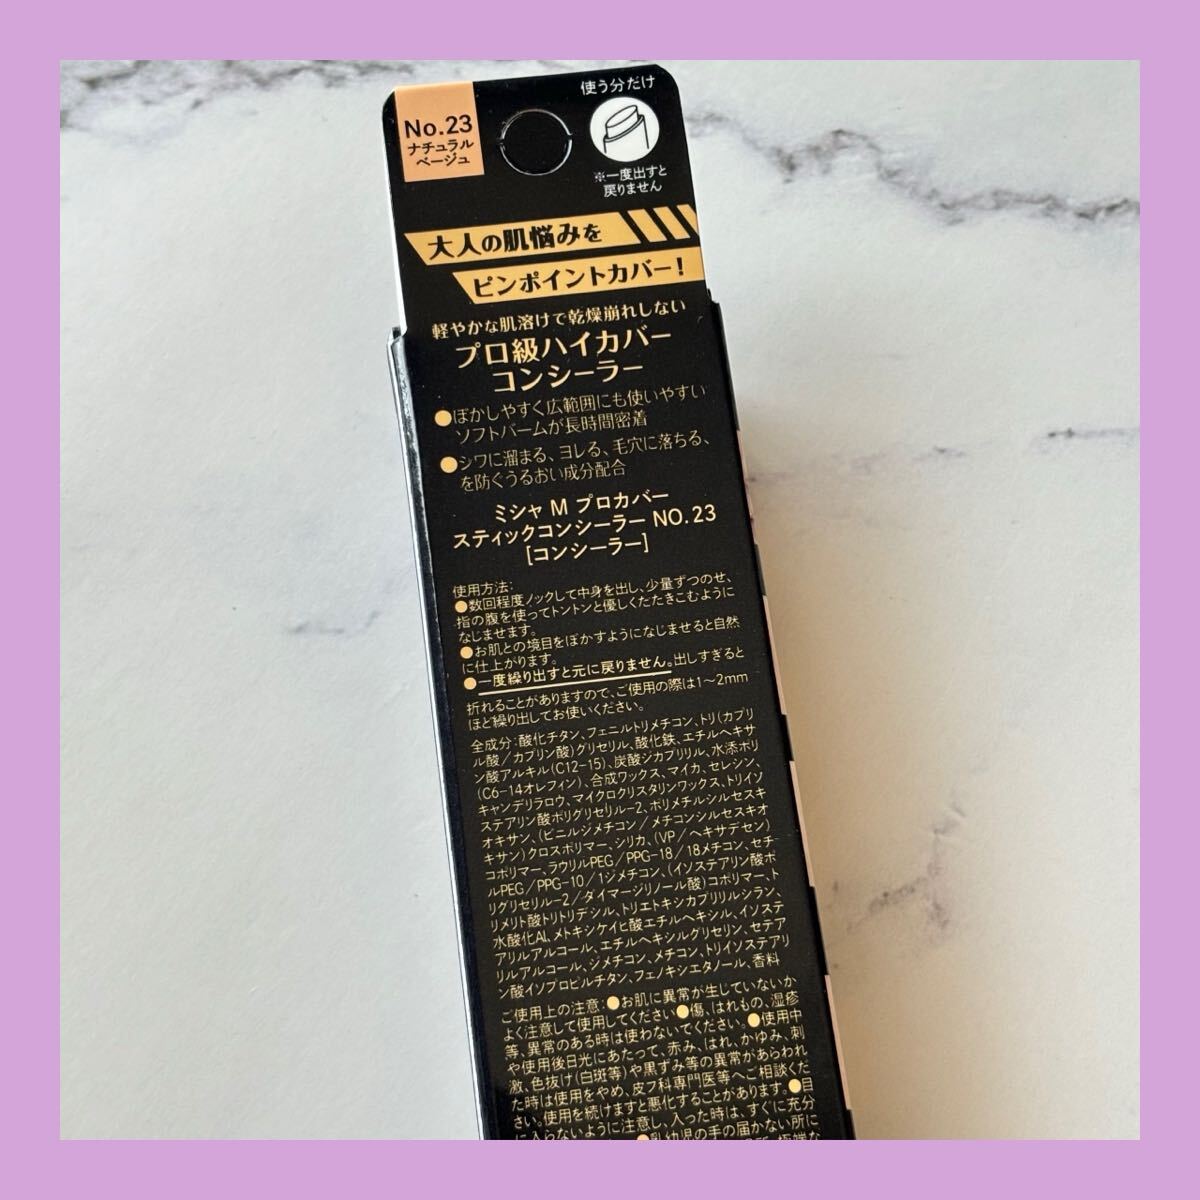 No.23
ナチュラル
ベージュ
使う分だけ
※一度出すと
戻りません
大人の肌悩みを
ピンポイントカバー!
軽やかな肌溶けで乾燥崩れしない
プロ級ハイカバー
コンシーラー
●ぼかしやすく広範囲にも使いやすい
ソフトバームが長時間密着
●シワに溜まる、ヨレる、毛穴に落ちる、
を防ぐうるおい成分配合
ミシャ M プロカバー
スティックコンシーラー NO.23
[コンシーラー]
使用方法:
●数回程度ノックして中身を出し、少量ずつのせ、
指の腹を使ってトントンと優しくたたきこむように
なじませます。
●お肌との境目をぼかすようになじませると自然
に仕上がります。
●一度繰り出すと元に戻りません。出しすぎると
折れることがありますので、ご使用の際は1～2mm
ほど繰り出してお使いください。
全成分:酸化チタン、フェニルトリメチコン、トリ(カプリ
ル酸/カプリン酸)グリセリル、酸化鉄、エチルヘキサ
ン酸アルキル(C12-15)、炭酸ジカプリリル、水添ポリ
(C6-14オレフィン)、合成ワックス、マイカ、セレシン、
キャンデリラロウ、マイクロクリスタリンワックス、トリイソ
ステアリン酸ポリグリセリル-2、ポリメチルシルセスキ
オキサン、(ビニルジメチコン/メチコンシルセスキオ
キサン)クロスポリマー、シリカ、(VP/ヘキサデセン)
コポリマー、ラウリルPEG/PPG-18/18メチコン、セチ
ルPEG/PPG-10/1ジメチコン、(イソステアリン酸ポ
リグリセリル-2/ダイマージリノール酸)コポリマー、ト
リメリト酸トリトリデシル、トリエトキシカプリリルシラン、
水酸化Al、メトキシケイヒ酸エチルヘキシル、イソステ
アリルアルコール、エチルヘキシルグリセリン、セテア
リルアルコール、ジメチコン、メチコン、トリイソステアリ
ン酸イソプロピルチタン、フェノキシエタノール、香料
ご使用上の注意:●お肌に異常が生じていないか
よく注意して使用してください●傷、はれもの、湿疹
等、異常のある時は使わないでください。●使用中
や使用後日光にあたって、赤み、はれ、かゆみ、刺
激、色抜け(白斑等)や黒ずみ等の異常があらわれ
た時は使用をやめ、皮フ科専門医等へご相談くだ
さい。使用を続けますと悪化することがあります。●目
に入らないように注意し、入った時は、すぐに充分
●乳幼児の手の届かない所に